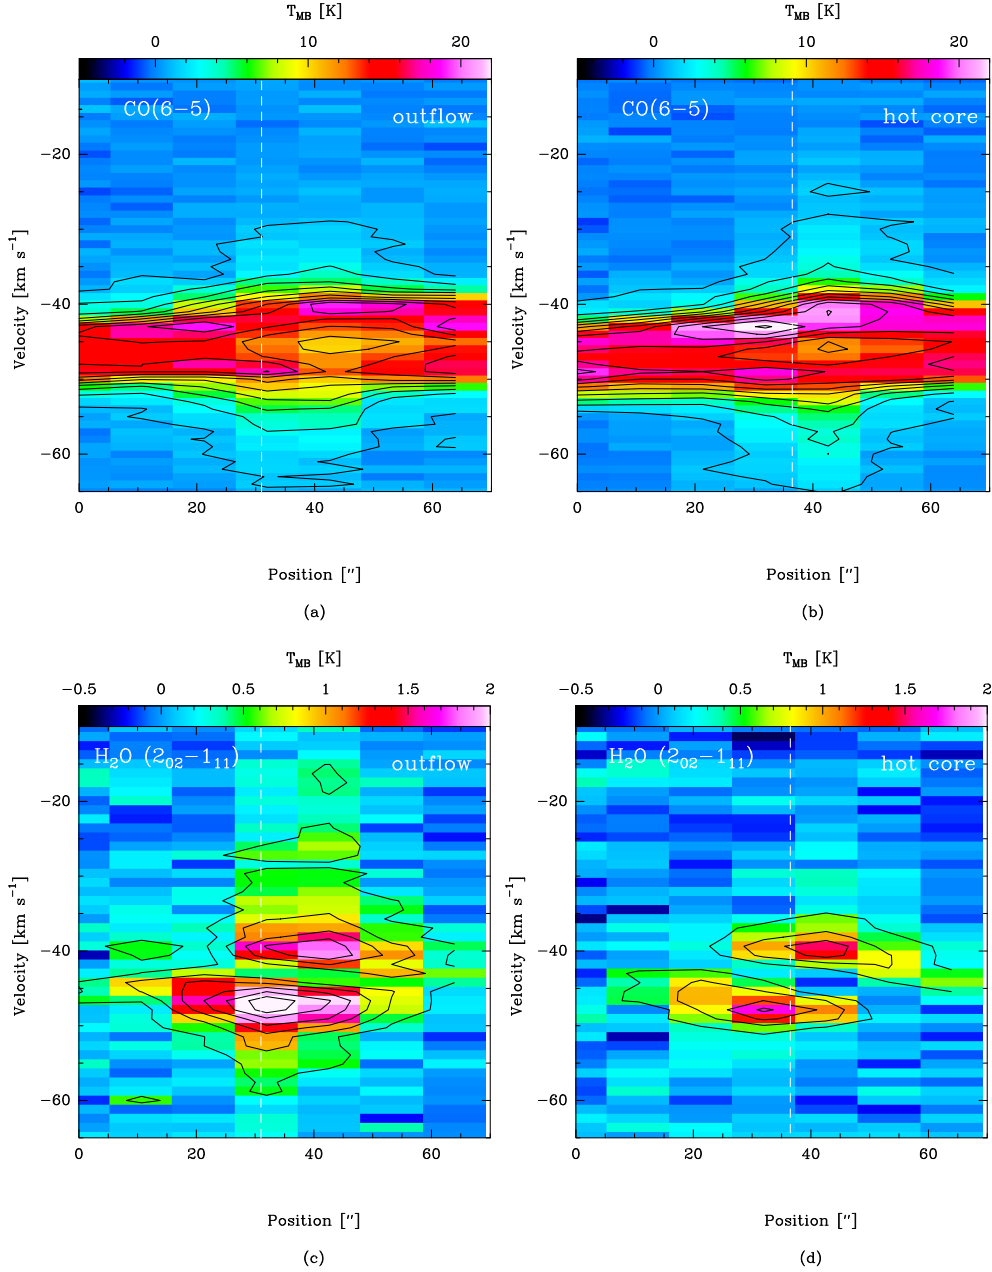 T_MB [K] T_MB [K]
0 10 20 0 10 20
CO(6−5) outflow CO(6−5) hot core
Velocity [km s⁻¹] Velocity [km s⁻¹]
−20 −20
−40 −40
−60 −60
0 20 40 60 0 20 40 60
Position [″] Position [″]
(a) (b)
T_MB [K] T_MB [K]
−0.5 0 0.5 1 1.5 2 −0.5 0 0.5 1 1.5 2
H₂O (2₀₂−1₁₁) outflow H₂O (2₀₂−1₁₁) hot core
Velocity [km s⁻¹] Velocity [km s⁻¹]
−20 −20
−40 −40
−60 −60
0 20 40 60 0 20 40 60
Position [″] Position [″]
(c) (d)